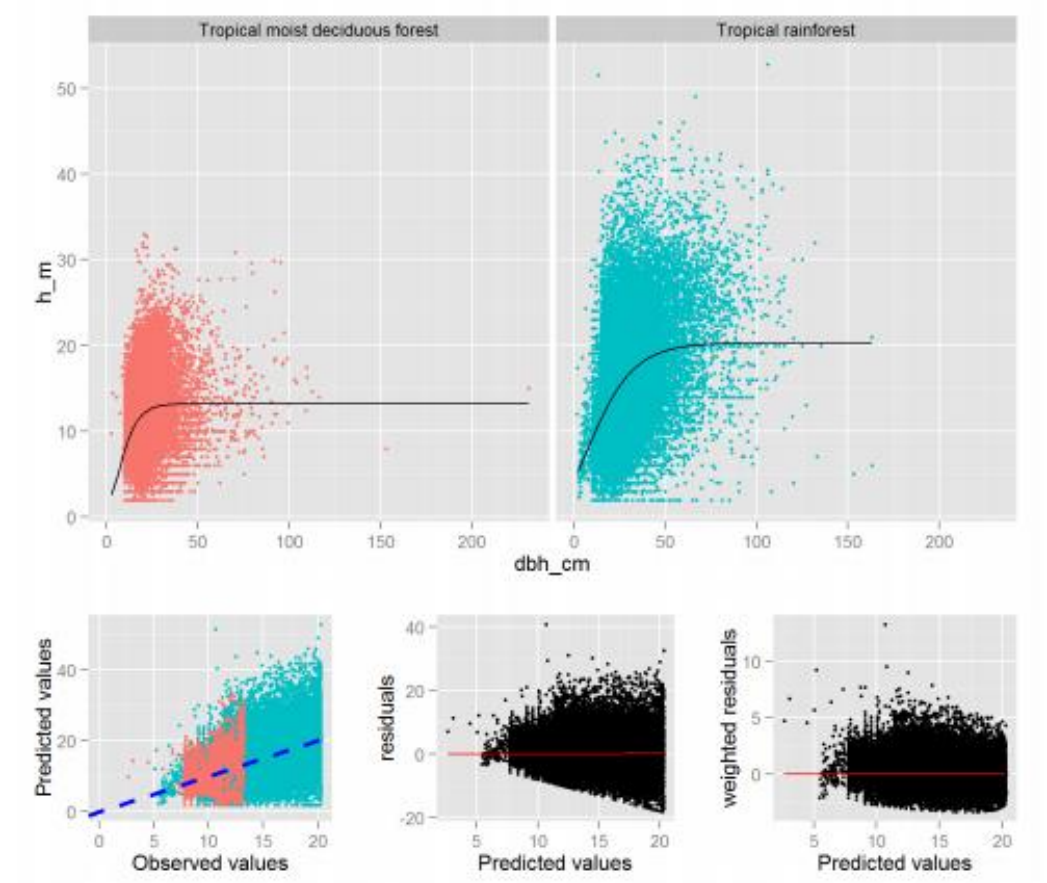 Tropical moist deciduous forest Tropical rainforest
50
40
30
20
10
0
h_m
0 50 100 150 200 0 50 100 150 200
dbh_cm
Predicted values
40
20
0
0 5 10 15 20
Observed values
residuals
40
20
0
-20
5 10 15 20
Predicted values
weighted residuals
10
5
0
5 10 15 20
Predicted values